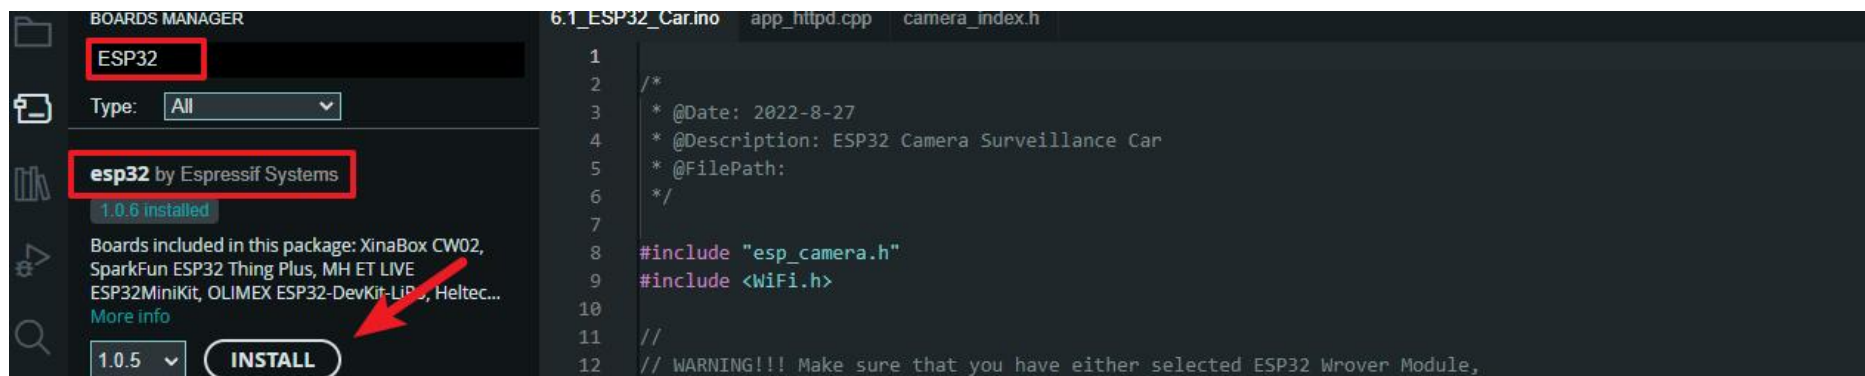 BOARDS MANAGER
ESP32
Type: All
esp32 by Espressif Systems
1.0.6 installed
Boards included in this package: XinaBox CW02,
SparkFun ESP32 Thing Plus, MH ET LIVE
ESP32MiniKit, OLIMEX ESP32-DevKit-LiPo, Heltec...
More info
1.0.5 INSTALL
6.1_ESP32_Car.ino app_httpd.cpp camera_index.h
1
2 /*
3 * @Date: 2022-8-27
4 * @Description: ESP32 Camera Surveillance Car
5 * @FilePath:
6 */
7
8 #include "esp_camera.h"
9 #include <WiFi.h>
10
11 //
12 // WARNING!!! Make sure that you have either selected ESP32 Wrover Module,